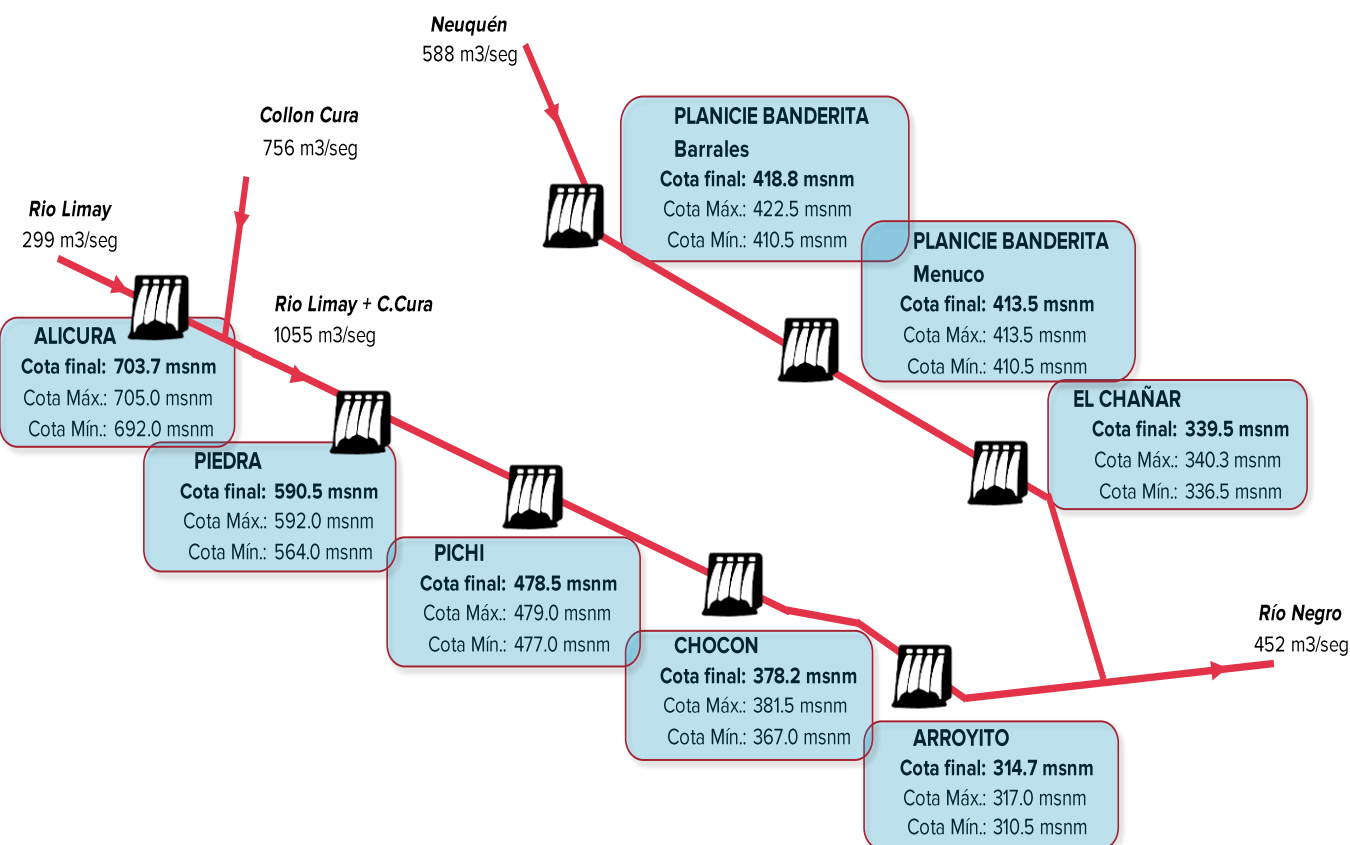 Neuquén
588 m3/seg
Collon Cura
756 m3/seg
Rio Limay
299 m3/seg
Rio Limay + C.Cura
1055 m3/seg
PLANICIE BANDERITA
Barrales
Cota final: 418.8 msnm
Cota Máx.: 422.5 msnm
Cota Mín.: 410.5 msnm
PLANICIE BANDERITA
Menuco
Cota final: 413.5 msnm
Cota Máx.: 413.5 msnm
Cota Mín.: 410.5 msnm
EL CHAÑAR
Cota final: 339.5 msnm
Cota Máx.: 340.3 msnm
Cota Mín.: 336.5 msnm
ALICURA
Cota final: 703.7 msnm
Cota Máx.: 705.0 msnm
Cota Mín.: 692.0 msnm
PIEDRA
Cota final: 590.5 msnm
Cota Máx.: 592.0 msnm
Cota Mín.: 564.0 msnm
PICHI
Cota final: 478.5 msnm
Cota Máx.: 479.0 msnm
Cota Mín.: 477.0 msnm
CHOCON
Cota final: 378.2 msnm
Cota Máx.: 381.5 msnm
Cota Mín.: 367.0 msnm
ARROYITO
Cota final: 314.7 msnm
Cota Máx.: 317.0 msnm
Cota Mín.: 310.5 msnm
Río Negro
452 m3/seg